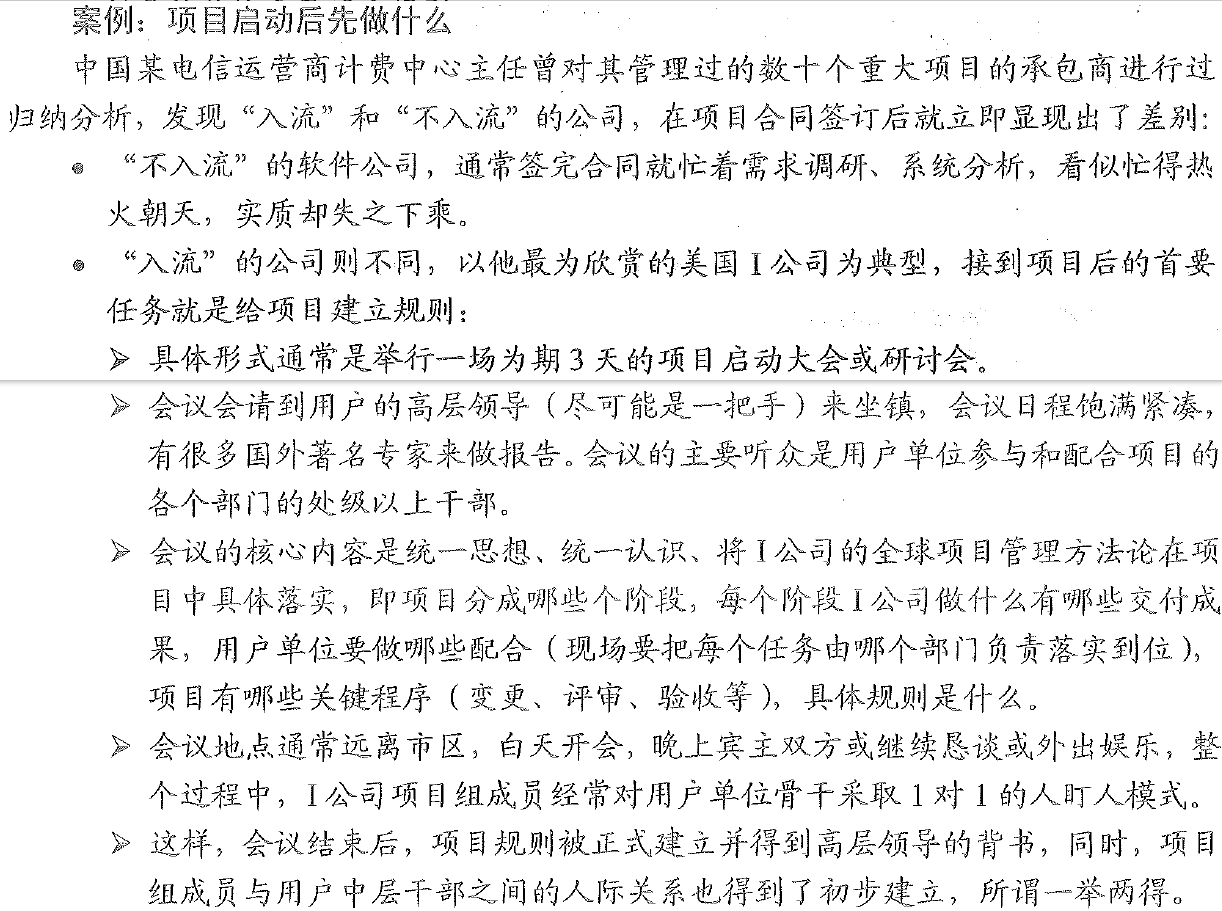 案例：项目启动后先做什么
中国某电信运营商计费中心主任曾对其管理过的数十个重大项目的承包商进行过
归纳分析，发现“入流”和“不入流”的公司，在项目合同签订后就立即显现出了差别：
● “不入流”的软件公司，通常签完合同就忙着需求调研、系统分析，看似忙得热
火朝天，实质却失之下乘。
● “入流”的公司则不同，以他最为欣赏的美国 I 公司为典型，接到项目后的首要
任务就是给项目建立规则：
➢ 具体形式通常是举行一场为期 3 天的项目启动大会或研讨会。
➢ 会议会请到用户的高层领导（尽可能是一把手）来坐镇，会议日程饱满紧凑，
有很多国外著名专家来做报告。会议的主要听众是用户单位参与和配合项目的
各个部门的处级以上干部。
➢ 会议的核心内容是统一思想、统一认识、将 I 公司的全球项目管理方法论在项
目中具体落实，即项目分成哪些个阶段，每个阶段 I 公司做什么有哪些交付成
果，用户单位要做哪些配合（现场要把每个任务由哪个部门负责落实到位），
项目有哪些关键程序（变更、评审、验收等），具体规则是什么。
➢ 会议地点通常远离市区，白天开会，晚上宾主双方或继续恳谈或外出娱乐，整
个过程中，I 公司项目组成员经常对用户单位骨干采取 1 对 1 的人盯人模式。
➢ 这样，会议结束后，项目规则被正式建立并得到高层领导的背书，同时，项目
组成员与用户中层干部之间的人际关系也得到了初步建立，所谓一举两得。